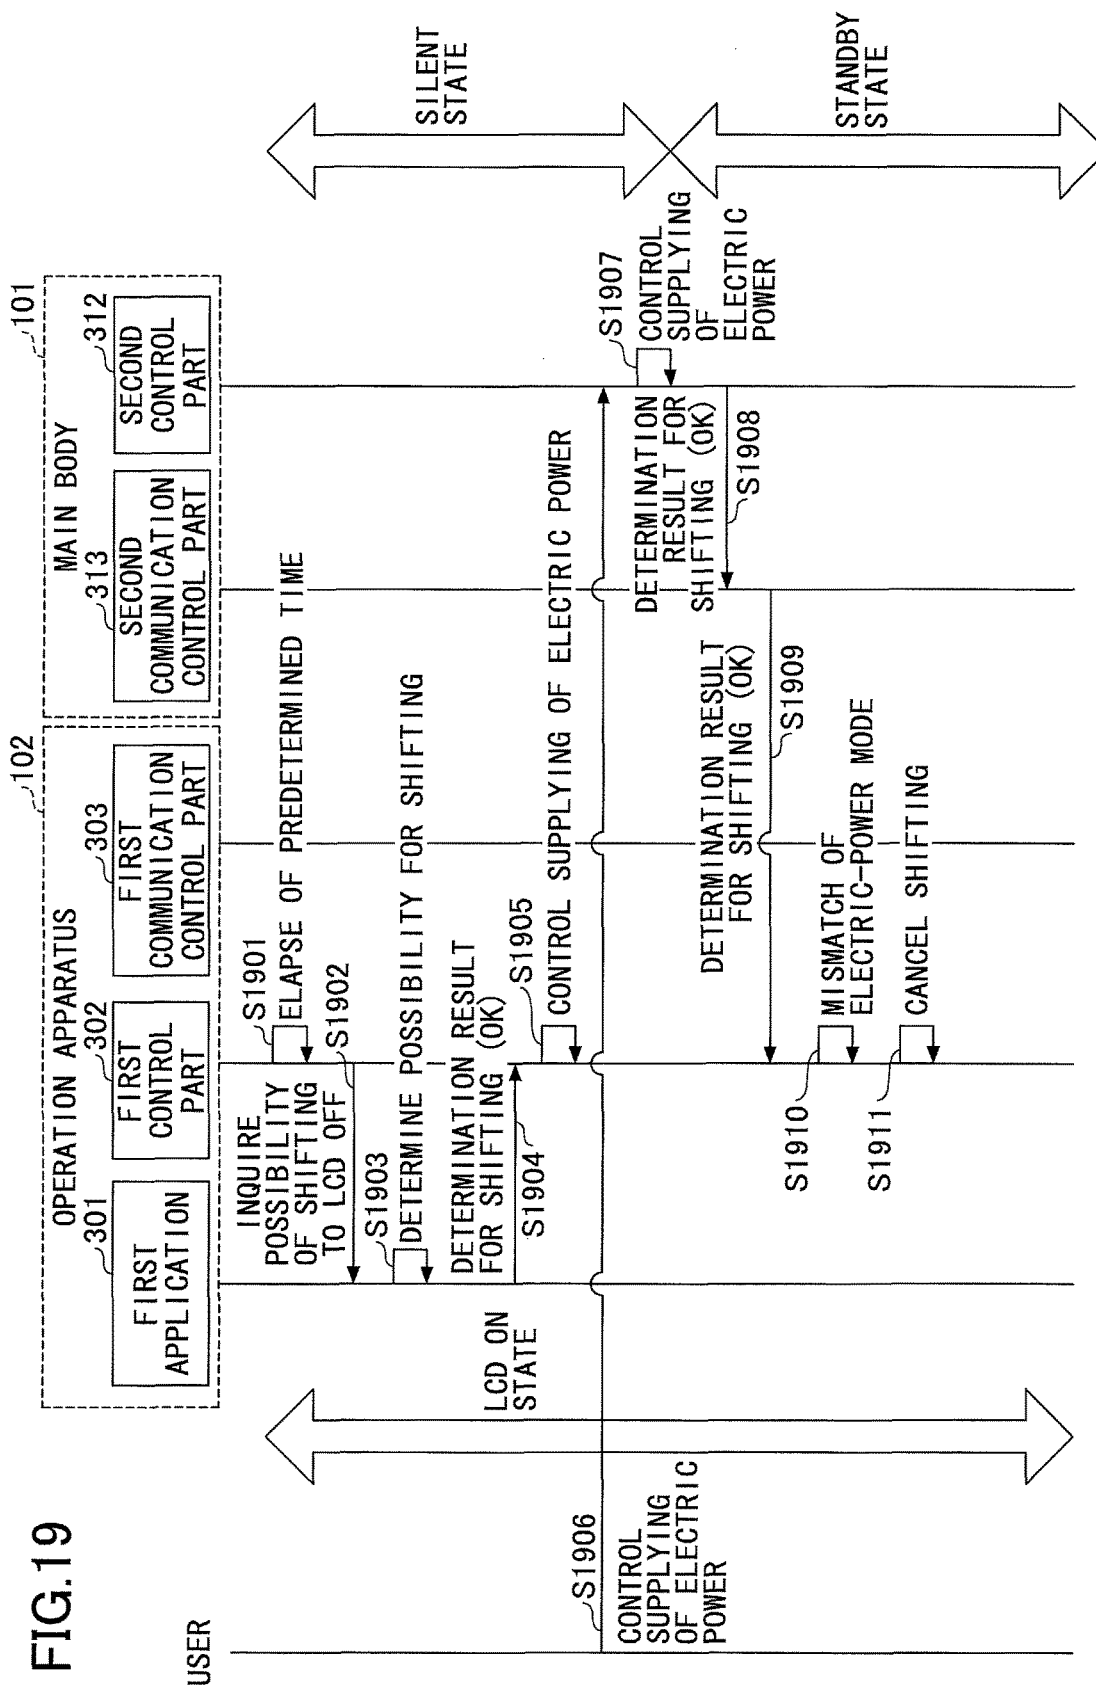 FIG.19
USER
OPERATION APPARATUS
102
MAIN BODY
101
301
FIRST
APPLICATION
302
FIRST
CONTROL
PART
303
FIRST
COMMUNICATION
CONTROL PART
313
SECOND
COMMUNICATION
CONTROL PART
312
SECOND
CONTROL
PART
S1901
ELAPSE OF PREDETERMINED TIME
INQUIRE
POSSIBILITY
OF SHIFTING
TO LCD OFF
S1902
S1903
DETERMINE POSSIBILITY FOR SHIFTING
DETERMINATION RESULT
FOR SHIFTING (OK)
S1904
S1905
CONTROL SUPPLYING OF ELECTRIC POWER
LCD ON
STATE
S1906
CONTROL
SUPPLYING
OF ELECTRIC
POWER
S1907
CONTROL
SUPPLYING
OF
ELECTRIC
POWER
DETERMINATION
RESULT FOR
SHIFTING (OK)
S1908
DETERMINATION RESULT
FOR SHIFTING (OK)
S1909
S1910
MISMATCH OF
ELECTRIC-POWER MODE
S1911
CANCEL SHIFTING
SILENT
STATE
STANDBY
STATE